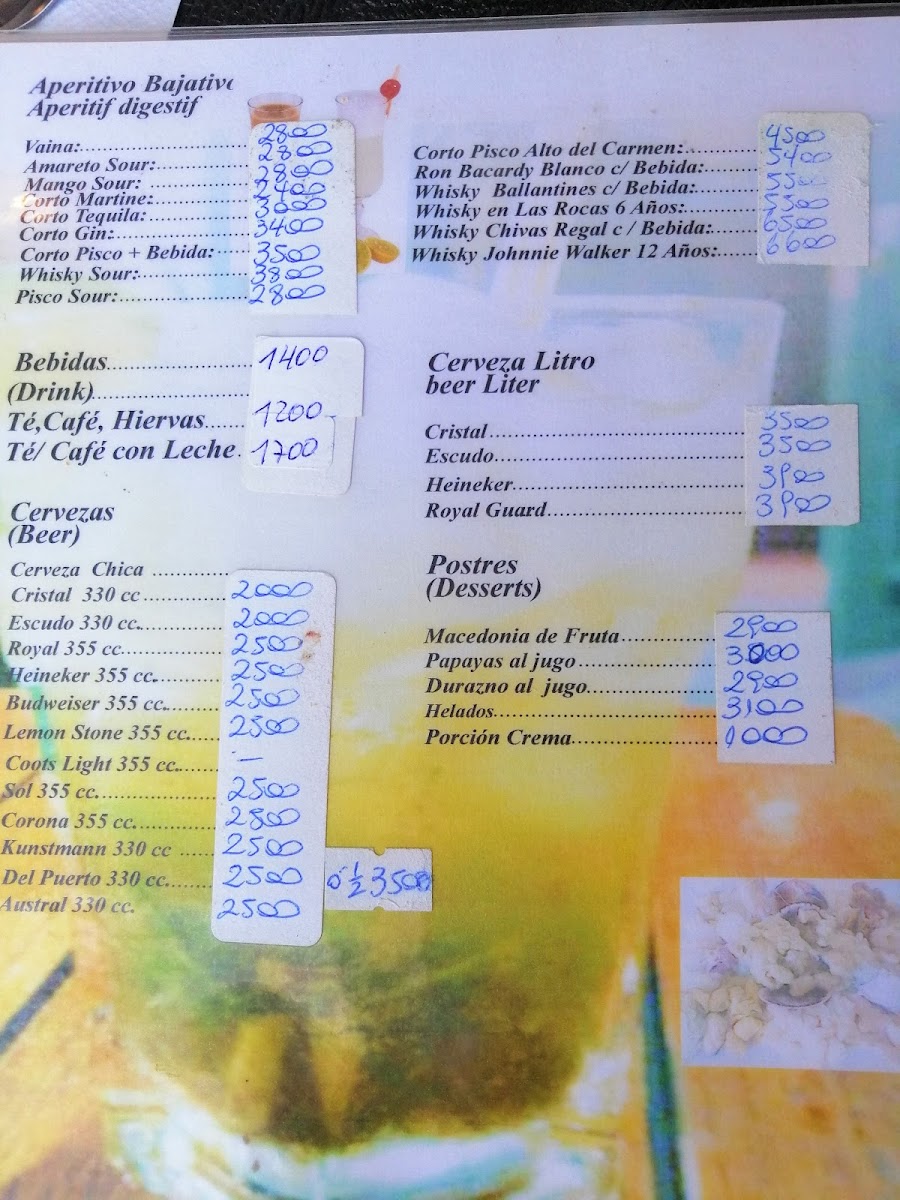 Aperitivo Bajativo
Aperitif digestif
Vaina:..................... 2800
Amareto Sour:............... 2800
Mango Sour: ............... 2800
Corto Martine:............... 2400
Corto Tequila:............... 3000
Corto Gin:............... 3400
Corto Pisco + Bebida:....... 3500
Whisky Sour:............... 3800
Pisco Sour:............... 2800
Bebidas............... 1400
(Drink)...............
Té,Café, Hiervas....... 1200
Té/ Café con Leche. 1700
Cervezas
(Beer)
Cerveza Chica ............
Cristal 330 cc ............ 2000
Escudo 330 cc............ 2000
Royal 355 cc............ 2500
Heineker 355 cc............ 2500
Budweiser 355 cc........ 2500
Lemon Stone 355 cc...... 2500
Coots Light 355 cc....... –
Sol 355 cc............ 2500
Corona 355 cc............ 2800
Kunstmann 330 cc ...... 2500
Del Puerto 330 cc........ 2500 ó 1/2 3500
Austral 330 cc. 2500
Corto Pisco Alto del Carmen:............ 4500
Ron Bacardy Blanco c/ Bebida:......... 5400
Whisky Ballantines c/ Bebida:.........
Whisky en Las Rocas 6 Años:............ 5500
Whisky Chivas Regal c / Bebida:....... 6500
Whisky Johnnie Walker 12 Años:...... 6600
Cerveza Litro
beer Liter
Cristal.............................. 3500
Escudo.............................. 3500
Heineker.............................. 3900
Royal Guard.............................. 3900
Postres
(Desserts)
Macedonia de Fruta............... 2900
Papayas al jugo..................... 3800
Durazno al jugo..................... 2900
Helados.............................. 3100
Porción Crema..................... 1000